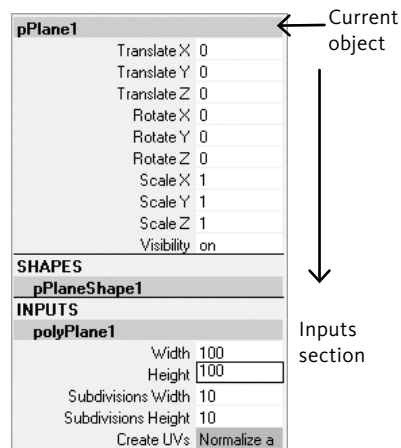 Current
object
pPlane1
Translate X 0
Translate Y 0
Translate Z 0
Rotate X 0
Rotate Y 0
Rotate Z 0
Scale X 1
Scale Y 1
Scale Z 1
Visibility on
SHAPES
pPlaneShape1
INPUTS
polyPlane1
Width 100
Height 100
Subdivisions Width 10
Subdivisions Height 10
Create UVs Normalize a
Inputs
section